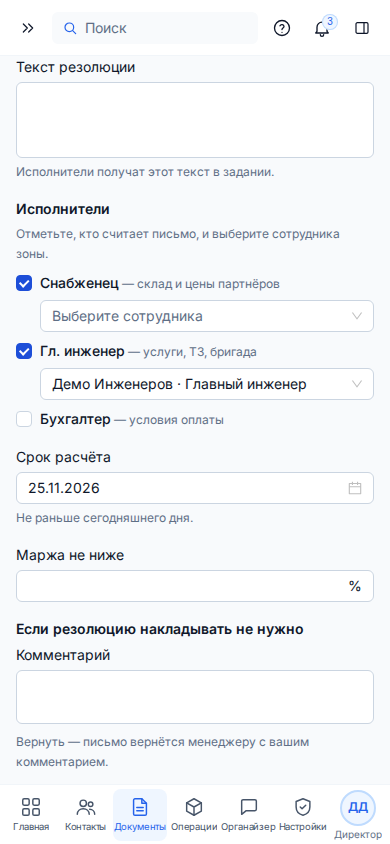 Поиск
3
Текст резолюции
Исполнители получат этот текст в задании.
Исполнители
Отметьте, кто считает письмо, и выберите сотрудника
зоны.
Снабженец — склад и цены партнёров
Выберите сотрудника
Гл. инженер — услуги, ТЗ, бригада
Демо Инженеров · Главный инженер
Бухгалтер — условия оплаты
Срок расчёта
25.11.2026
Не раньше сегодняшнего дня.
Маржа не ниже
%
Если резолюцию накладывать не нужно
Комментарий
Вернуть — письмо вернётся менеджеру с вашим
комментарием.
Главная Контакты Документы Операции Органайзер Настройки
ДД
Директор